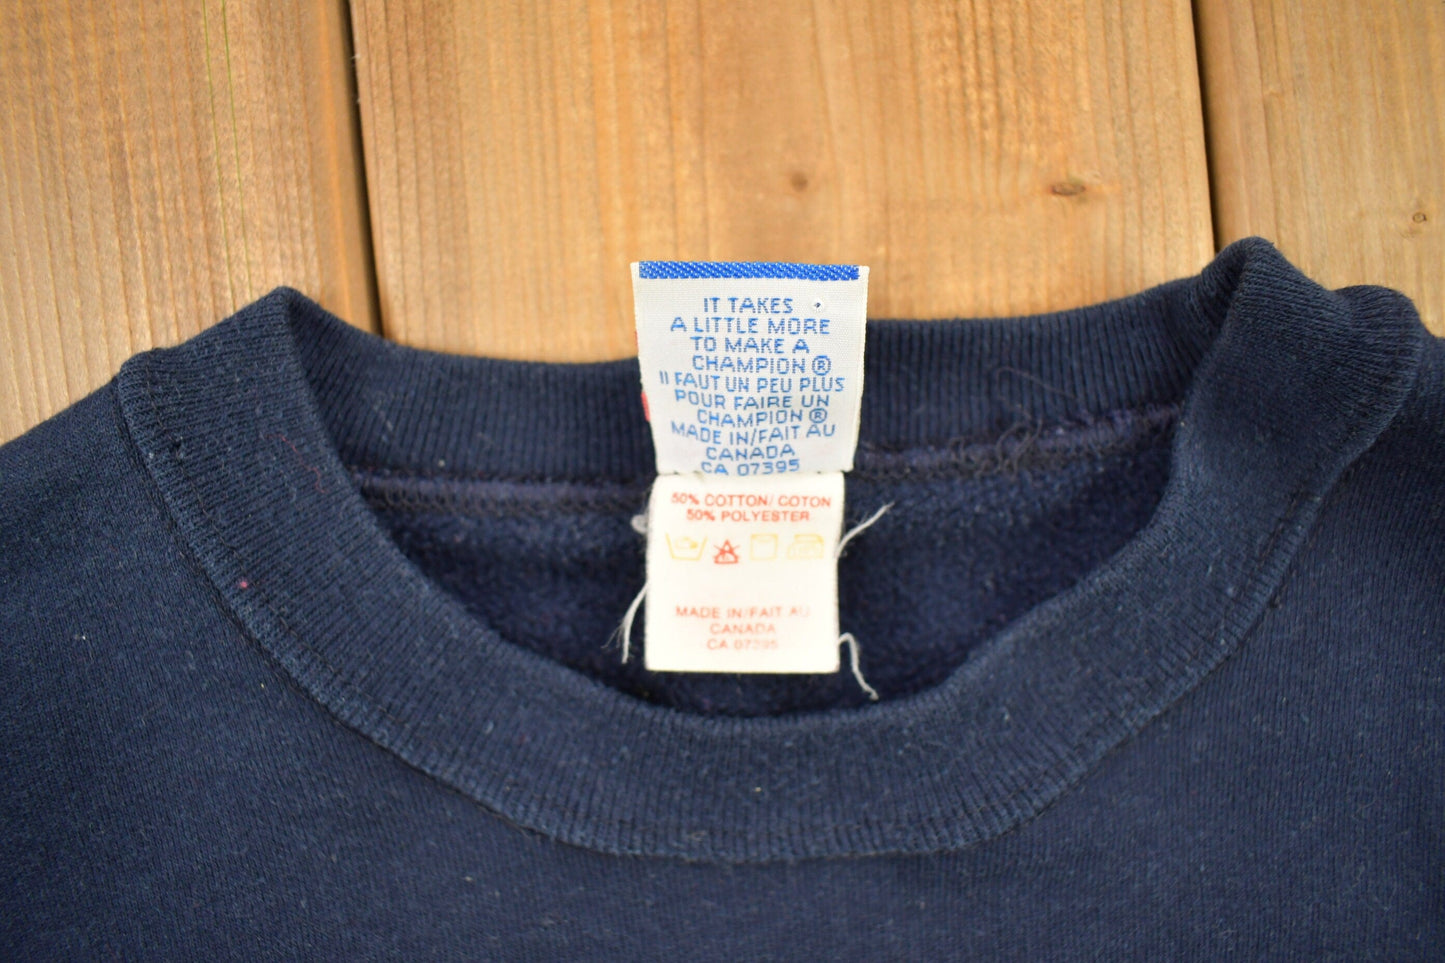 IT TAKES
A LITTLE MORE
TO MAKE A
CHAMPION ®
Il FAUT UN PEU PLUS
POUR FAIRE UN
CHAMPION ®
MADE IN/FAIT AU
CANADA
CA 07395
50% COTTON/ COTON
50% POLYESTER
MADE IN/FAIT AU
CANADA
CA 07395